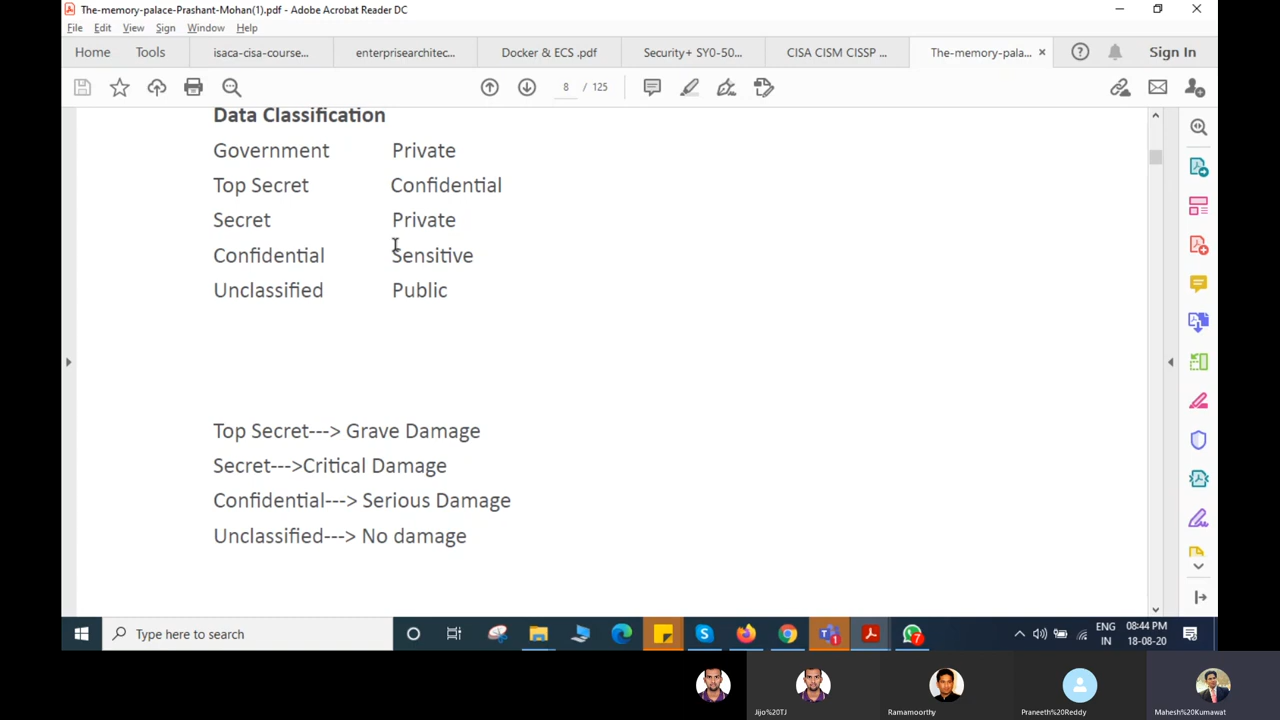 The-memory-palace-Prashant-Mohan(1).pdf - Adobe Acrobat Reader DC
File Edit View Sign Window Help
Home Tools isaca-cisa-course... enterprisearchitec... Docker & ECS .pdf Security+ SY0-50... CISA CISM CISSP ... The-memory-pala... × Sign In
8 / 125
Data Classification
Government Private
Top Secret Confidential
Secret Private
Confidential Sensitive
Unclassified Public
Top Secret---> Grave Damage
Secret--->Critical Damage
Confidential---> Serious Damage
Unclassified---> No damage
Type here to search
1
7
ENG
IN
08:44 PM
18-08-20
Jijo%20TJ
Ramamoorthy
Praneeth%20Reddy
Mahesh%20Kumawat